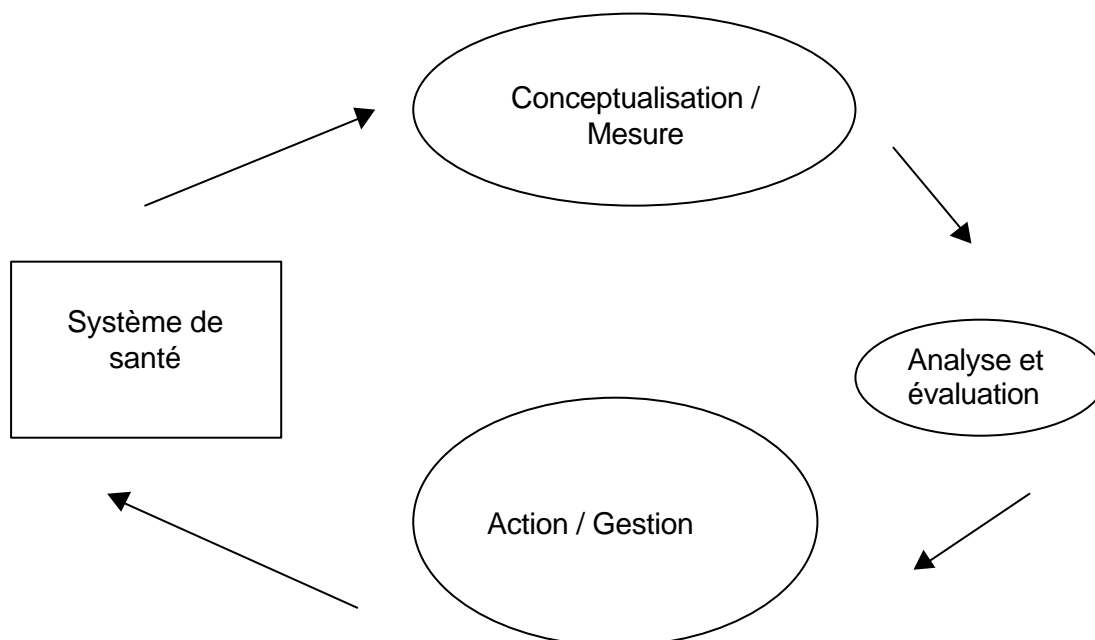 Conceptualisation /
Mesure
Système de
santé
Analyse et
évaluation
Action / Gestion